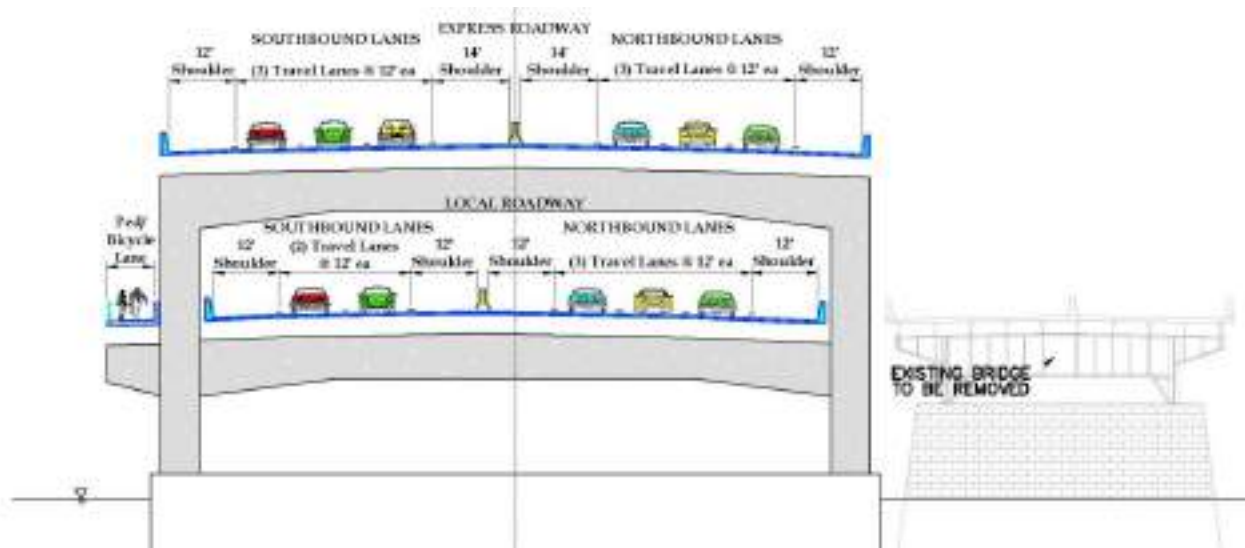 EXPRESS ROADWAY
SOUTHBOUND LANES
NORTHBOUND LANES
12'
Shoulder
(3) Travel Lanes @ 12' ea
14'
Shoulder
14'
Shoulder
(3) Travel Lanes @ 12' ea
12'
Shoulder
LOCAL ROADWAY
Ped/
Bicycle
Lane
SOUTHBOUND LANES
NORTHBOUND LANES
12'
Shoulder
(2) Travel Lanes
@ 12' ea
12'
Shoulder
12'
Shoulder
(3) Travel Lanes @ 12' ea
12'
Shoulder
EXISTING BRIDGE
TO BE REMOVED